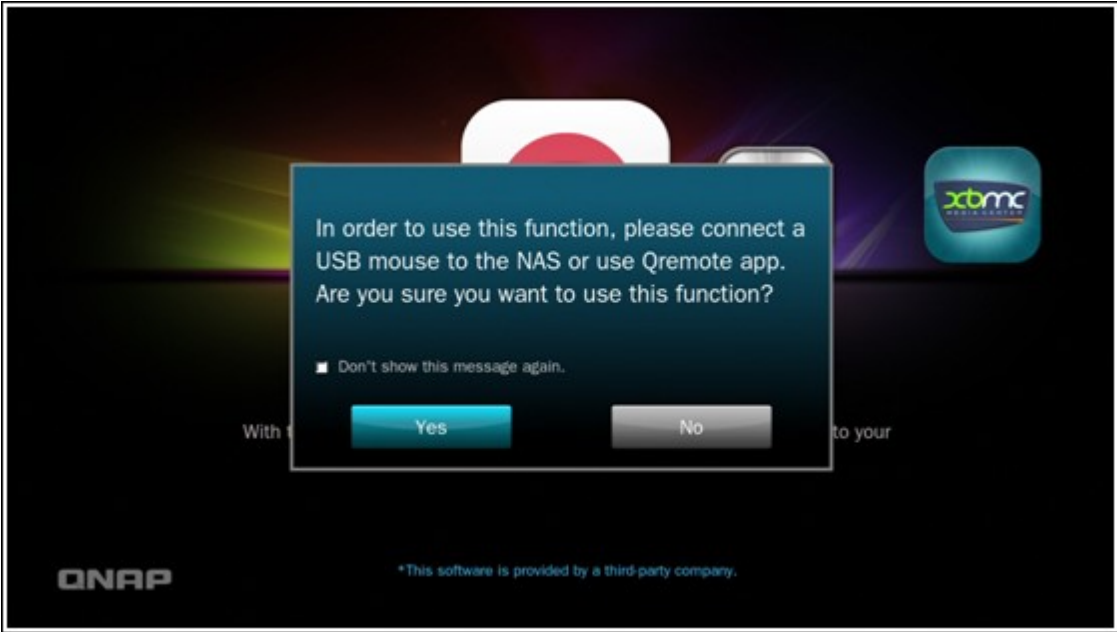 xbmc
MEDIA CENTER
In order to use this function, please connect a
USB mouse to the NAS or use Qremote app.
Are you sure you want to use this function?
Don"t show this message again.
Yes
No
With t
to your
QNAP
*This software is provided by a third-party company.